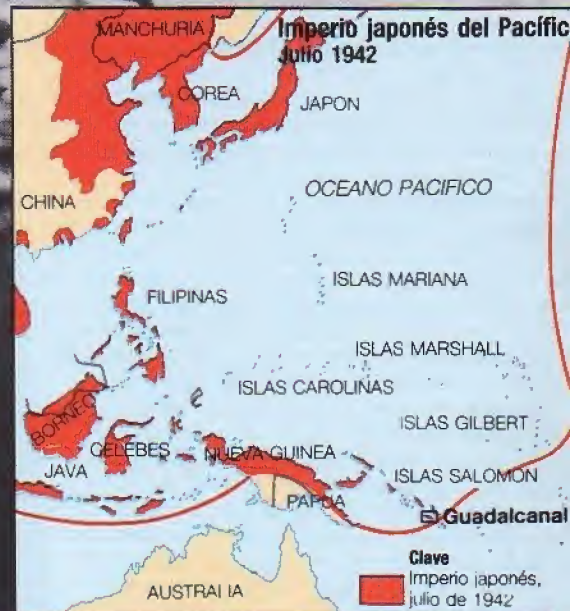 Imperio japonés del Pacífic
Julio 1942
MANCHURIA
COREA
JAPON
CHINA
OCEANO PACIFICO
ISLAS MARIANA
FILIPINAS
ISLAS MARSHALL
ISLAS CAROLINAS
BORNEO
ISLAS GILBERT
CELEBES
NUEVA GUINEA
JAVA
ISLAS SALOMON
PAPUA
Guadalcanal
Clave
Imperio japonés,
julio de 1942
AUSTRALIA